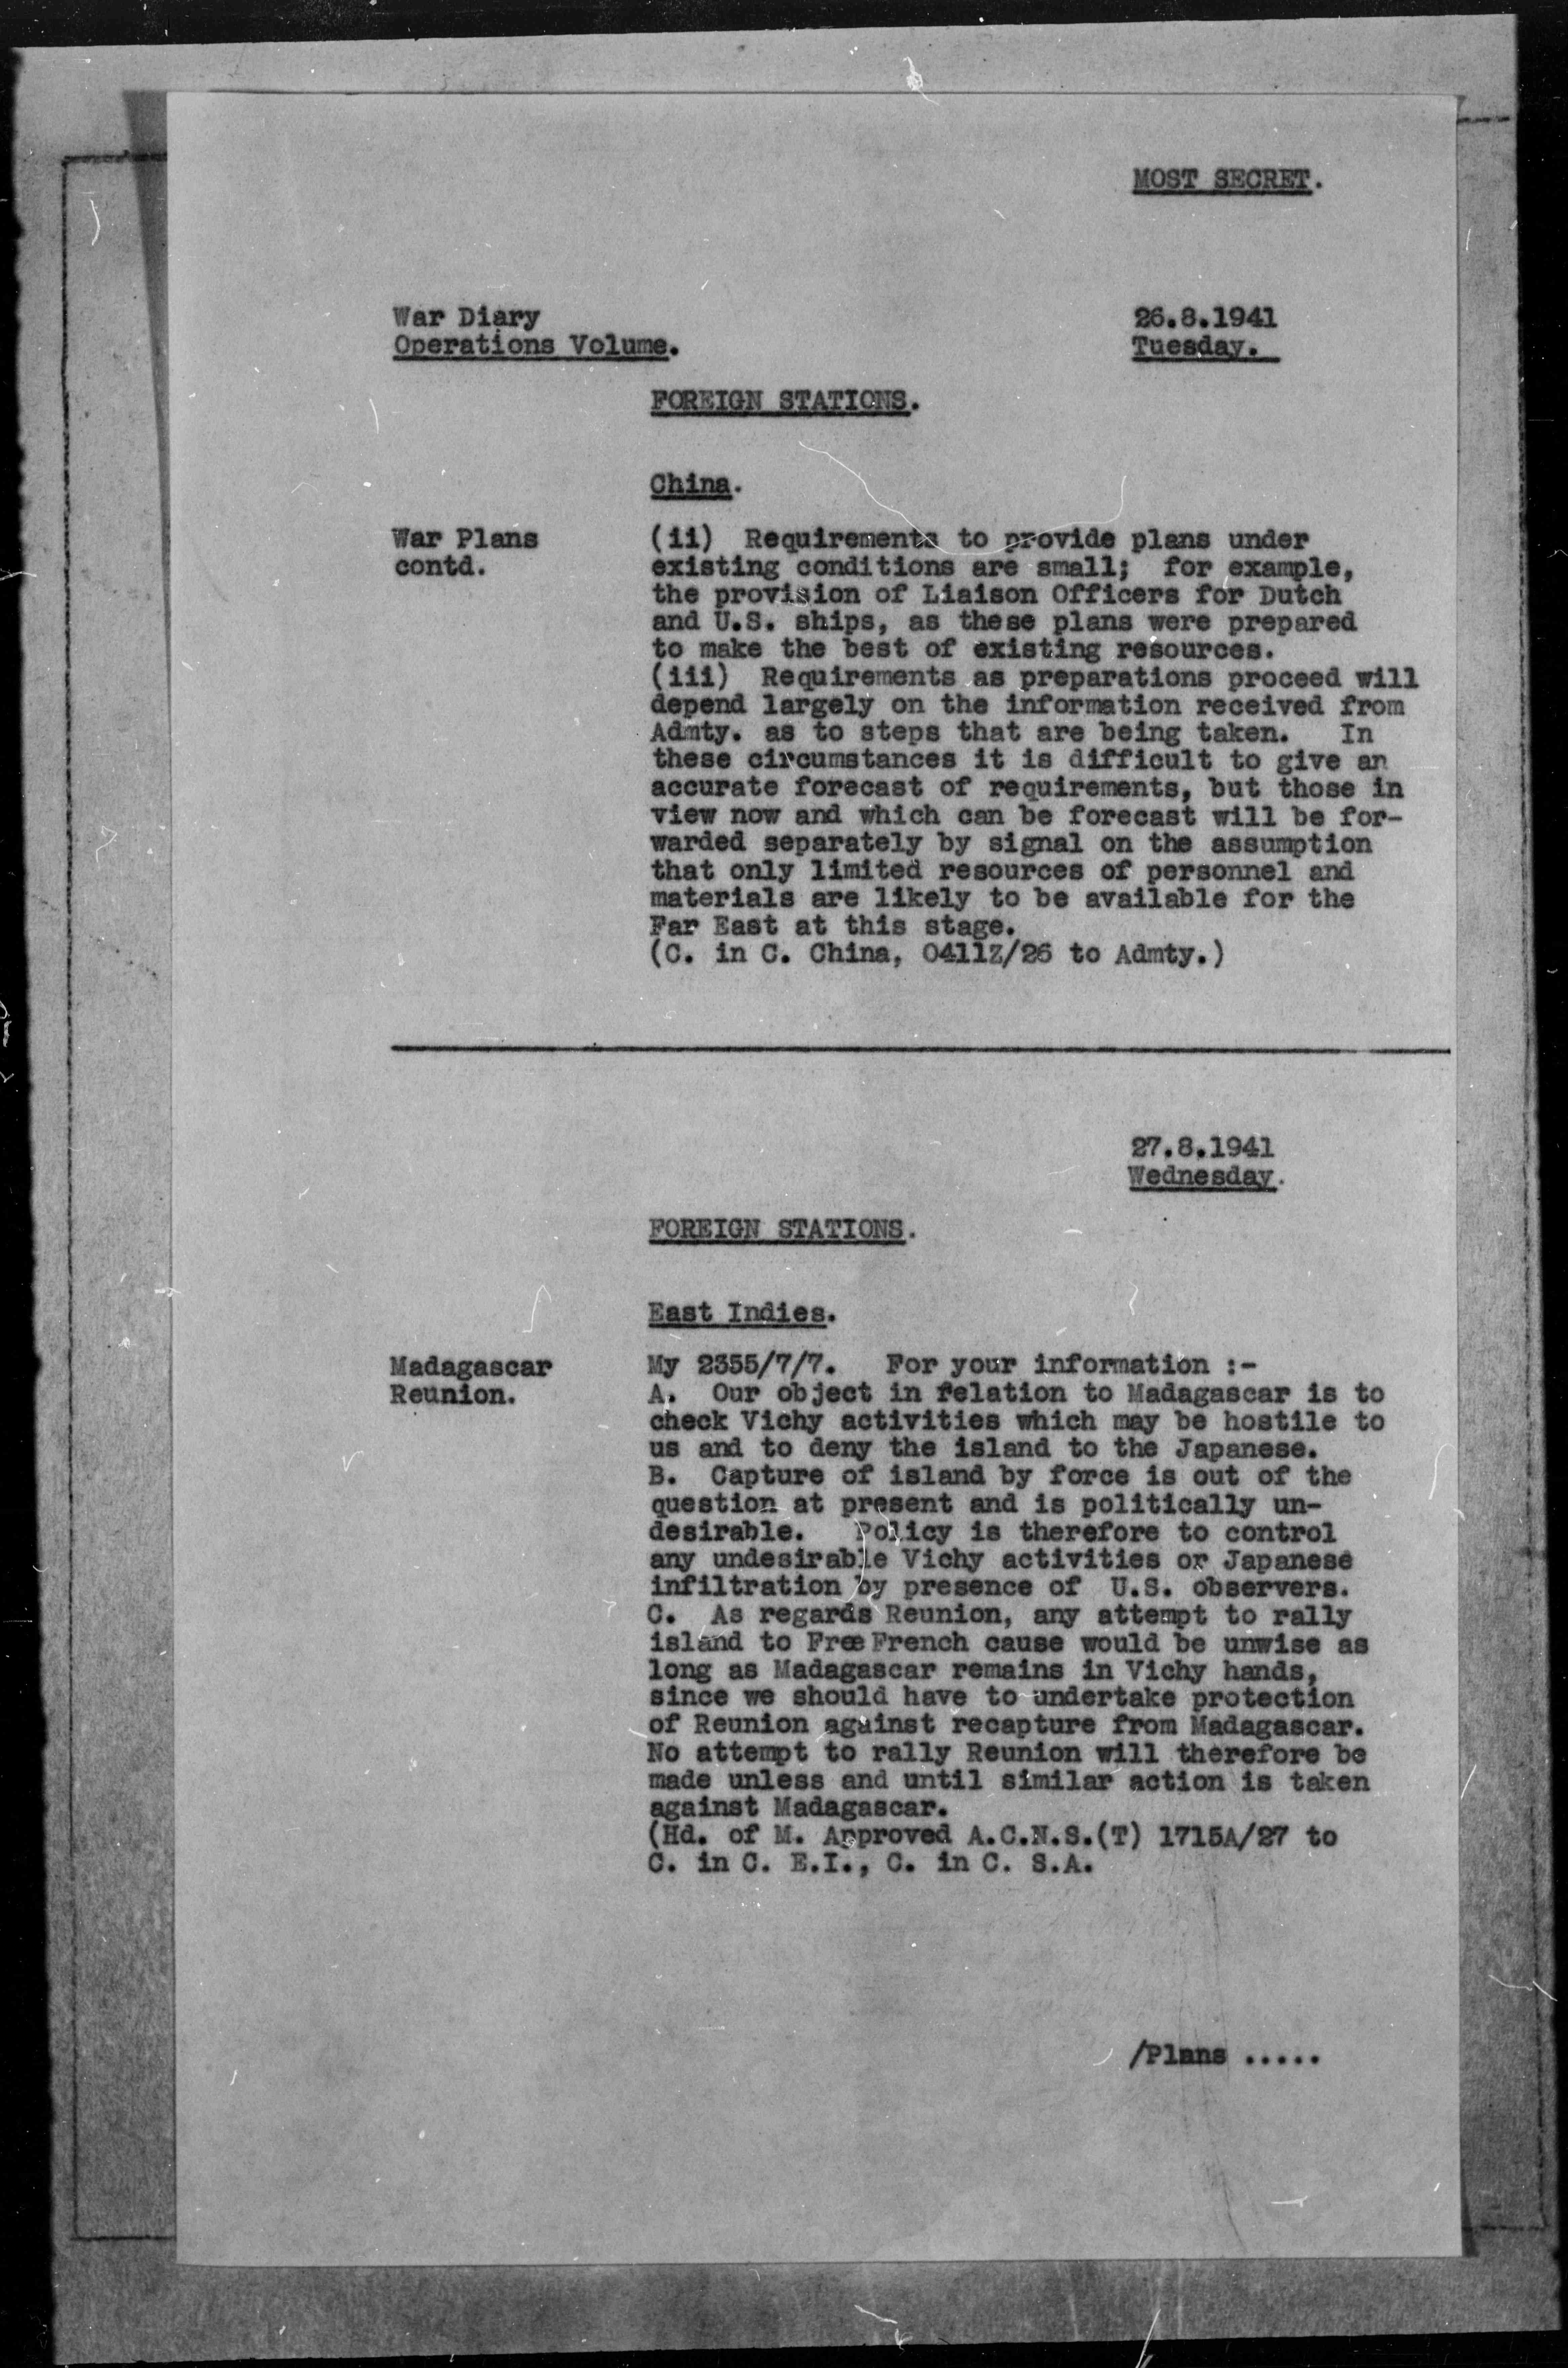 MOST SECRET.
War Diary
Operations Volume.
26.8.1941
Tuesday.
FOREIGN STATIONS.
China.
War Plans
contd.
(ii) Requirements to provide plans under
existing conditions are small; for example,
the provision of Liaison Officers for Dutch
and U.S. ships, as these plans were prepared
to make the best of existing resources.
(iii) Requirements as preparations proceed will
depend largely on the information received from
Admty. as to steps that are being taken. In
these circumstances it is difficult to give an
accurate forecast of requirements, but those in
view now and which can be forecast will be for-
warded separately by signal on the assumption
that only limited resources of personnel and
materials are likely to be available for the
Far East at this stage.
(C. in C. China, 0411Z/26 to Admty.)
27.8.1941
Wednesday.
FOREIGN STATIONS.
East Indies.
Madagascar
Reunion.
My 2355/7/7. For your information :-
A. Our object in relation to Madagascar is to
check Vichy activities which may be hostile to
us and to deny the island to the Japanese.
B. Capture of island by force is out of the
question at present and is politically un-
desirable. Policy is therefore to control
any undesirable Vichy activities or Japanese
infiltration by presence of U.S. observers.
C. As regards Reunion, any attempt to rally
island to Free French cause would be unwise as
long as Madagascar remains in Vichy hands,
since we should have to undertake protection
of Reunion against recapture from Madagascar.
No attempt to rally Reunion will therefore be
made unless and until similar action is taken
against Madagascar.
(Hd. of M. Approved A.C.N.S.(T) 1715A/27 to
C. in C. E.I., C. in C. S.A.
/Plans .....